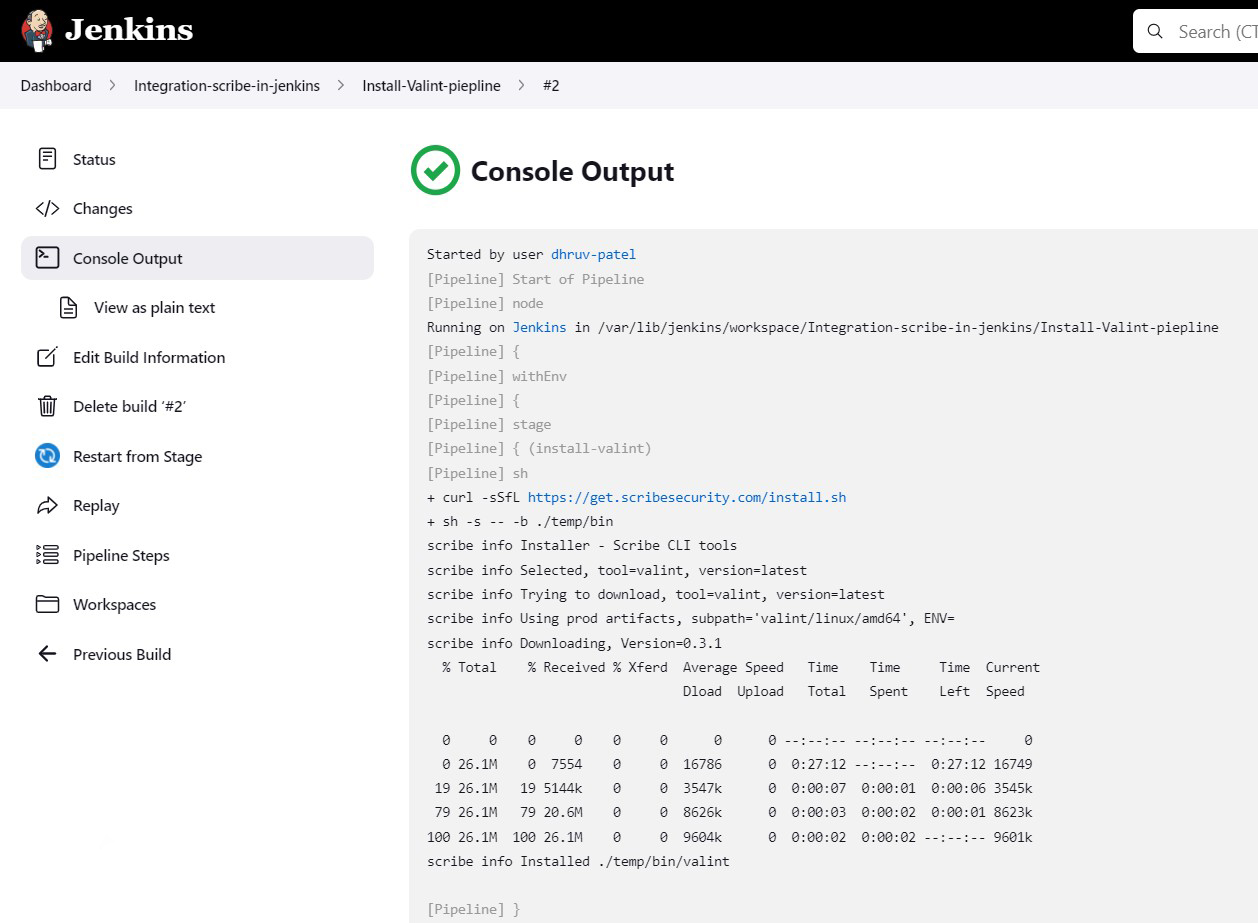 Jenkins
Search (CT
Dashboard > Integration-scribe-in-jenkins > Install-Valint-piepline > #2
Status
Changes
Console Output
View as plain text
Edit Build Information
Delete build ‘#2’
Restart from Stage
Replay
Pipeline Steps
Workspaces
Previous Build
Console Output
Started by user dhruv-patel
[Pipeline] Start of Pipeline
[Pipeline] node
Running on Jenkins in /var/lib/jenkins/workspace/Integration-scribe-in-jenkins/Install-Valint-piepline
[Pipeline] {
[Pipeline] withEnv
[Pipeline] {
[Pipeline] stage
[Pipeline] { (install-valint)
[Pipeline] sh
+ curl -sSfL https://get.scribesecurity.com/install.sh
+ sh -s -- -b ./temp/bin
scribe info Installer - Scribe CLI tools
scribe info Selected, tool=valint, version=latest
scribe info Trying to download, tool=valint, version=latest
scribe info Using prod artifacts, subpath='valint/linux/amd64', ENV=
scribe info Downloading, Version=0.3.1
% Total % Received % Xferd Average Speed Time Time Time Current
Dload Upload Total Spent Left Speed
0 0 0 0 0 0 0 0 --:--:-- --:--:-- --:--:-- 0
0 26.1M 0 7554 0 0 16786 0 0:27:12 --:--:-- 0:27:12 16749
19 26.1M 19 5144k 0 0 3547k 0 0:00:07 0:00:01 0:00:06 3545k
79 26.1M 79 20.6M 0 0 8626k 0 0:00:03 0:00:02 0:00:01 8623k
100 26.1M 100 26.1M 0 0 9604k 0 0:00:02 0:00:02 --:--:-- 9601k
scribe info Installed ./temp/bin/valint
[Pipeline] }